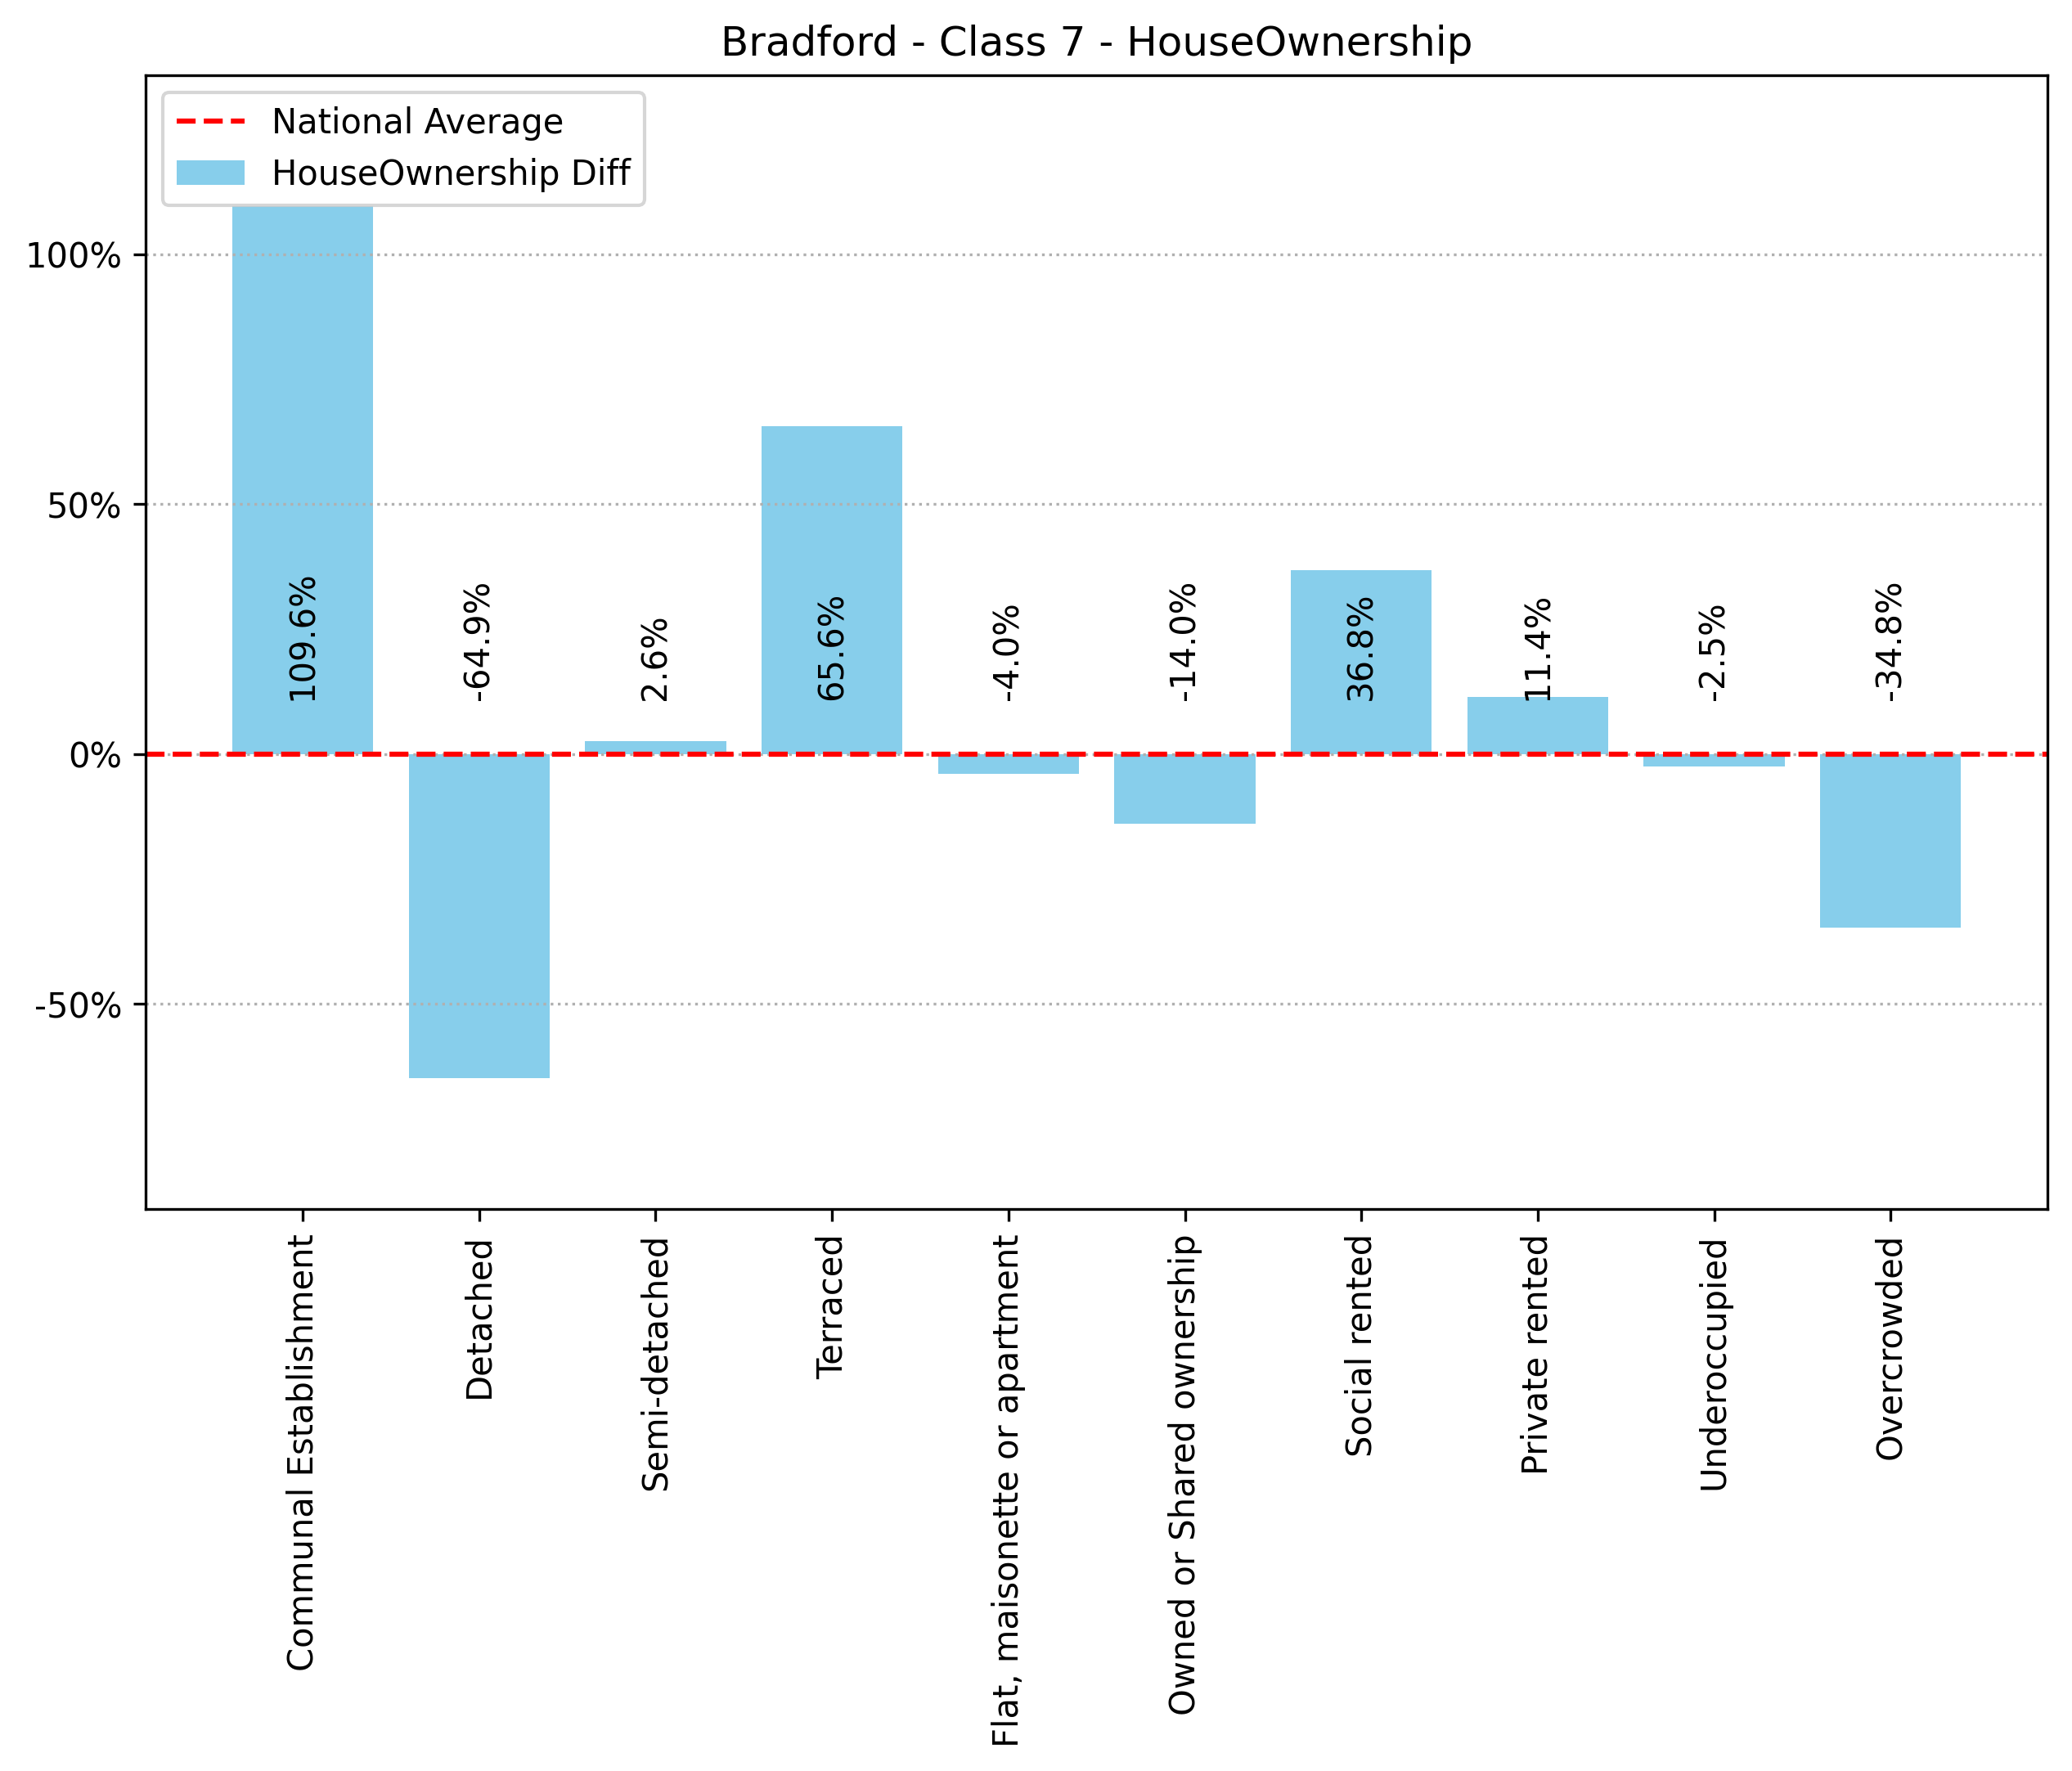 Bradford - Class 7 - HouseOwnership
National Average
HouseOwnership Diff
100%
50%
0%
-50%
109.6%
-64.9%
2.6%
65.6%
-4.0%
-14.0%
36.8%
11.4%
-2.5%
-34.8%
Communal Establishment
Detached
Semi-detached
Terraced
Flat, maisonette or apartment
Owned or Shared ownership
Social rented
Private rented
Underoccupied
Overcrowded